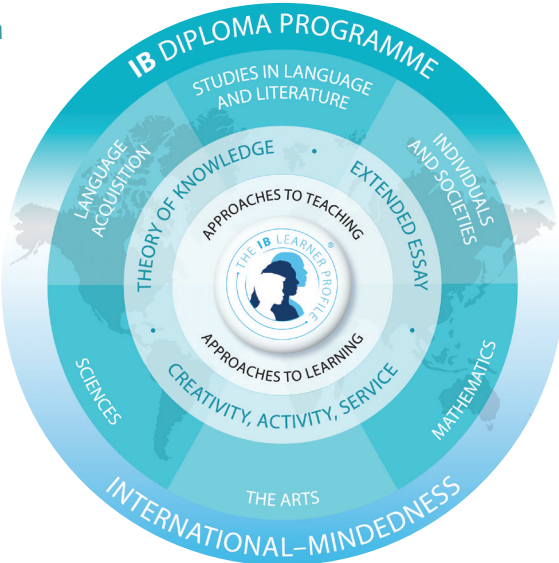 IB DIPLOMA PROGRAMME
STUDIES IN LANGUAGE
AND LITERATURE
LANGUAGE
ACQUISITION
INDIVIDUALS
AND SOCIETIES
THEORY OF KNOWLEDGE
EXTENDED ESSAY
APPROACHES TO TEACHING
THE IB LEARNER PROFILE ®
APPROACHES TO LEARNING
CREATIVITY, ACTIVITY, SERVICE
SCIENCES
MATHEMATICS
THE ARTS
INTERNATIONAL–MINDEDNESS